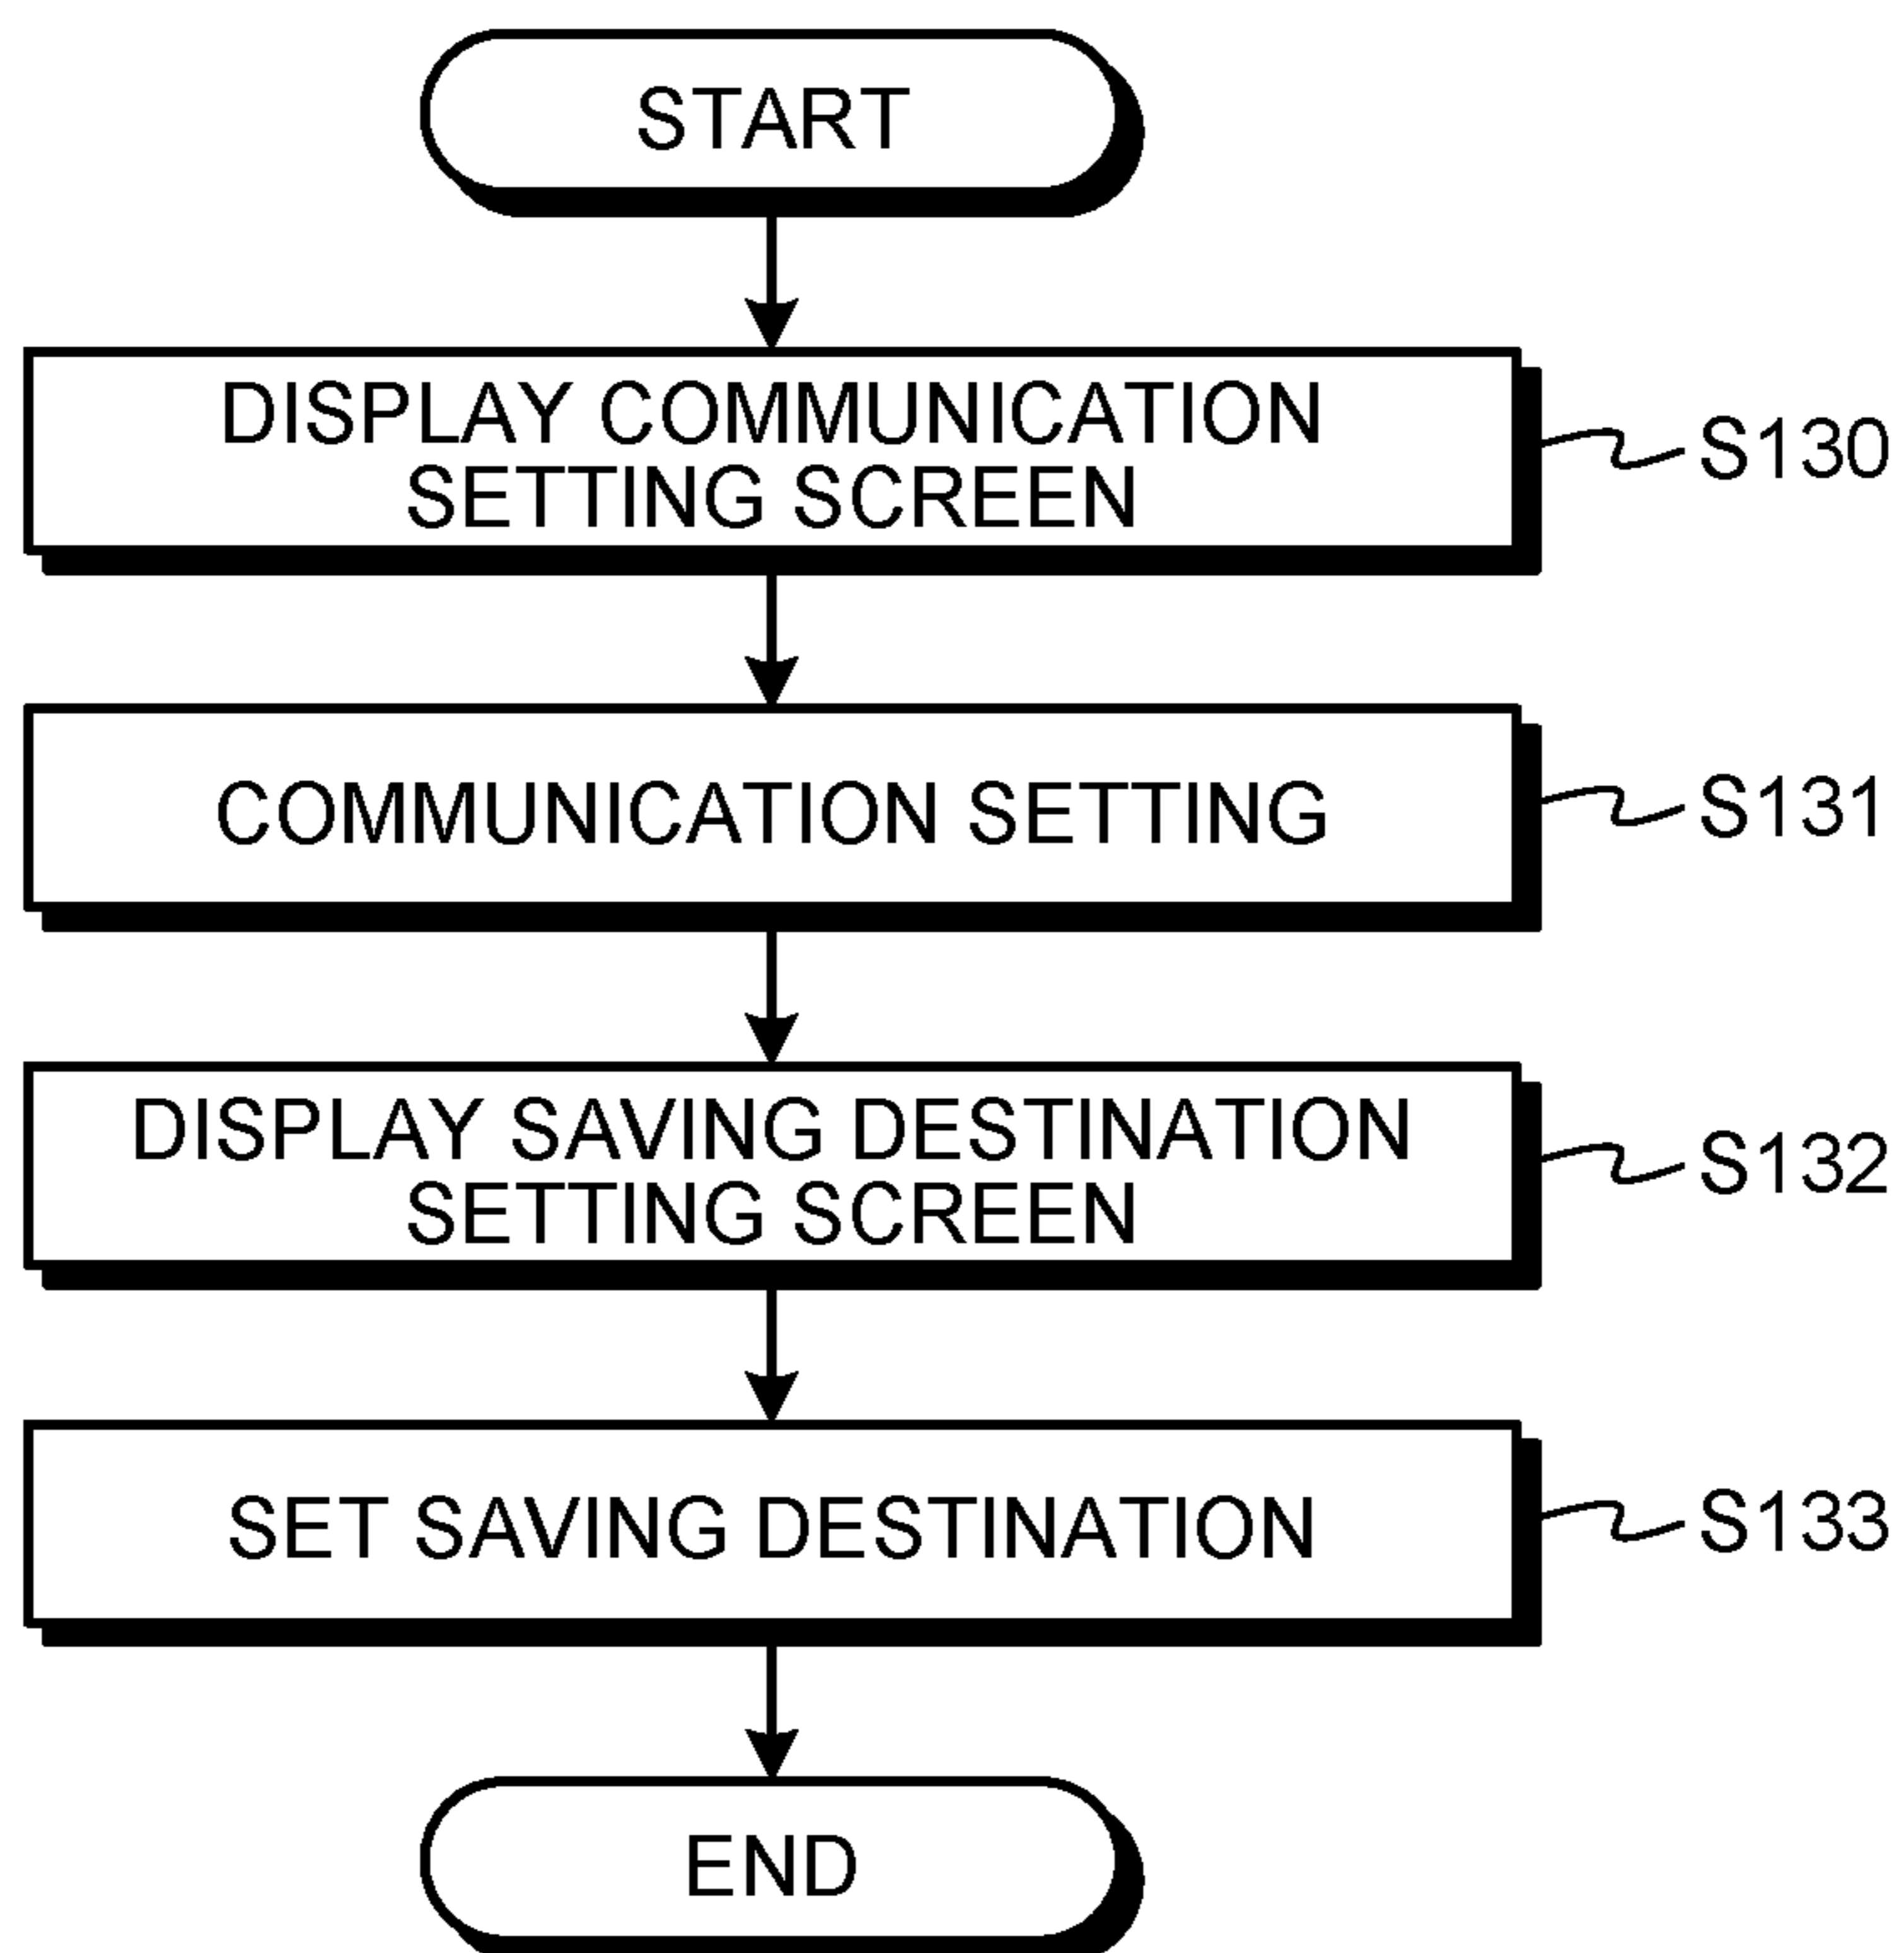 START
DISPLAY COMMUNICATION
SETTING SCREEN
S130
COMMUNICATION SETTING
S131
DISPLAY SAVING DESTINATION
SETTING SCREEN
S132
SET SAVING DESTINATION
S133
END